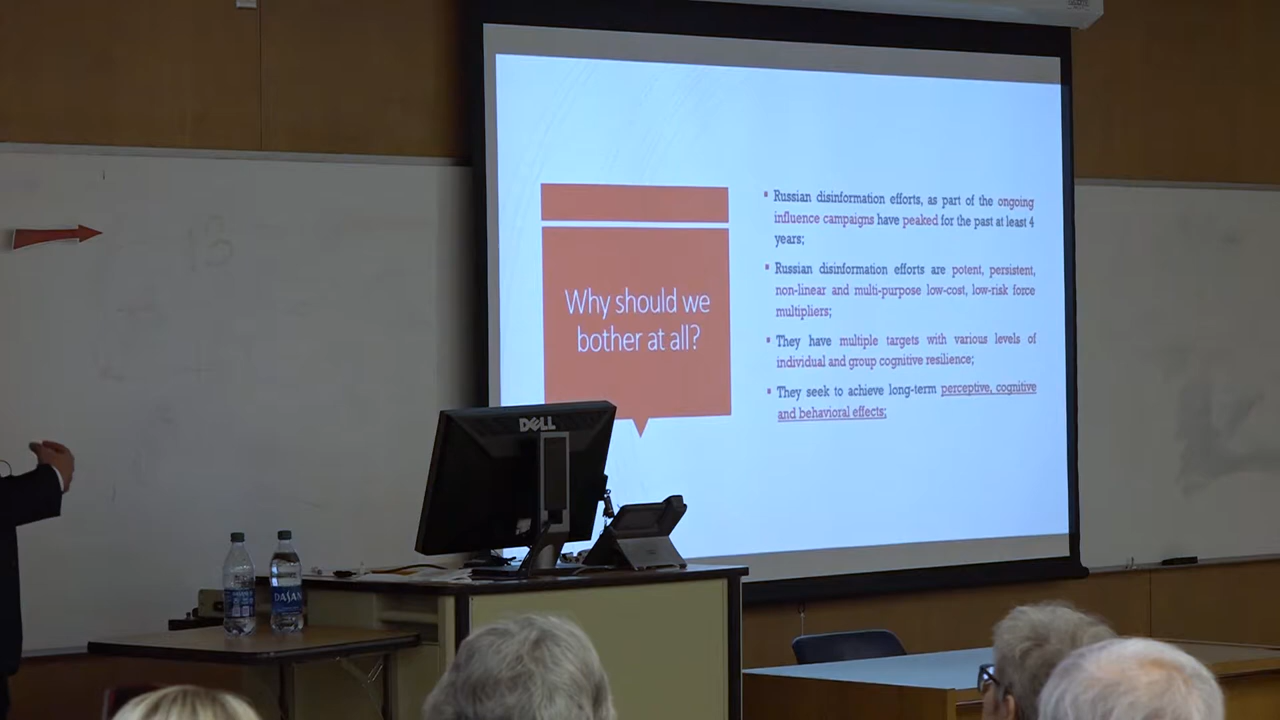 Why should we
bother at all?
▪ Russian disinformation efforts, as part of the ongoing
influence campaigns have peaked for the past at least 4
years;
▪ Russian disinformation efforts are potent, persistent,
non-linear and multi-purpose low-cost, low-risk force
multipliers;
▪ They have multiple targets with various levels of
individual and group cognitive resilience;
▪ They seek to achieve long-term perceptive, cognitive
and behavioral effects;
DELL
DASANI